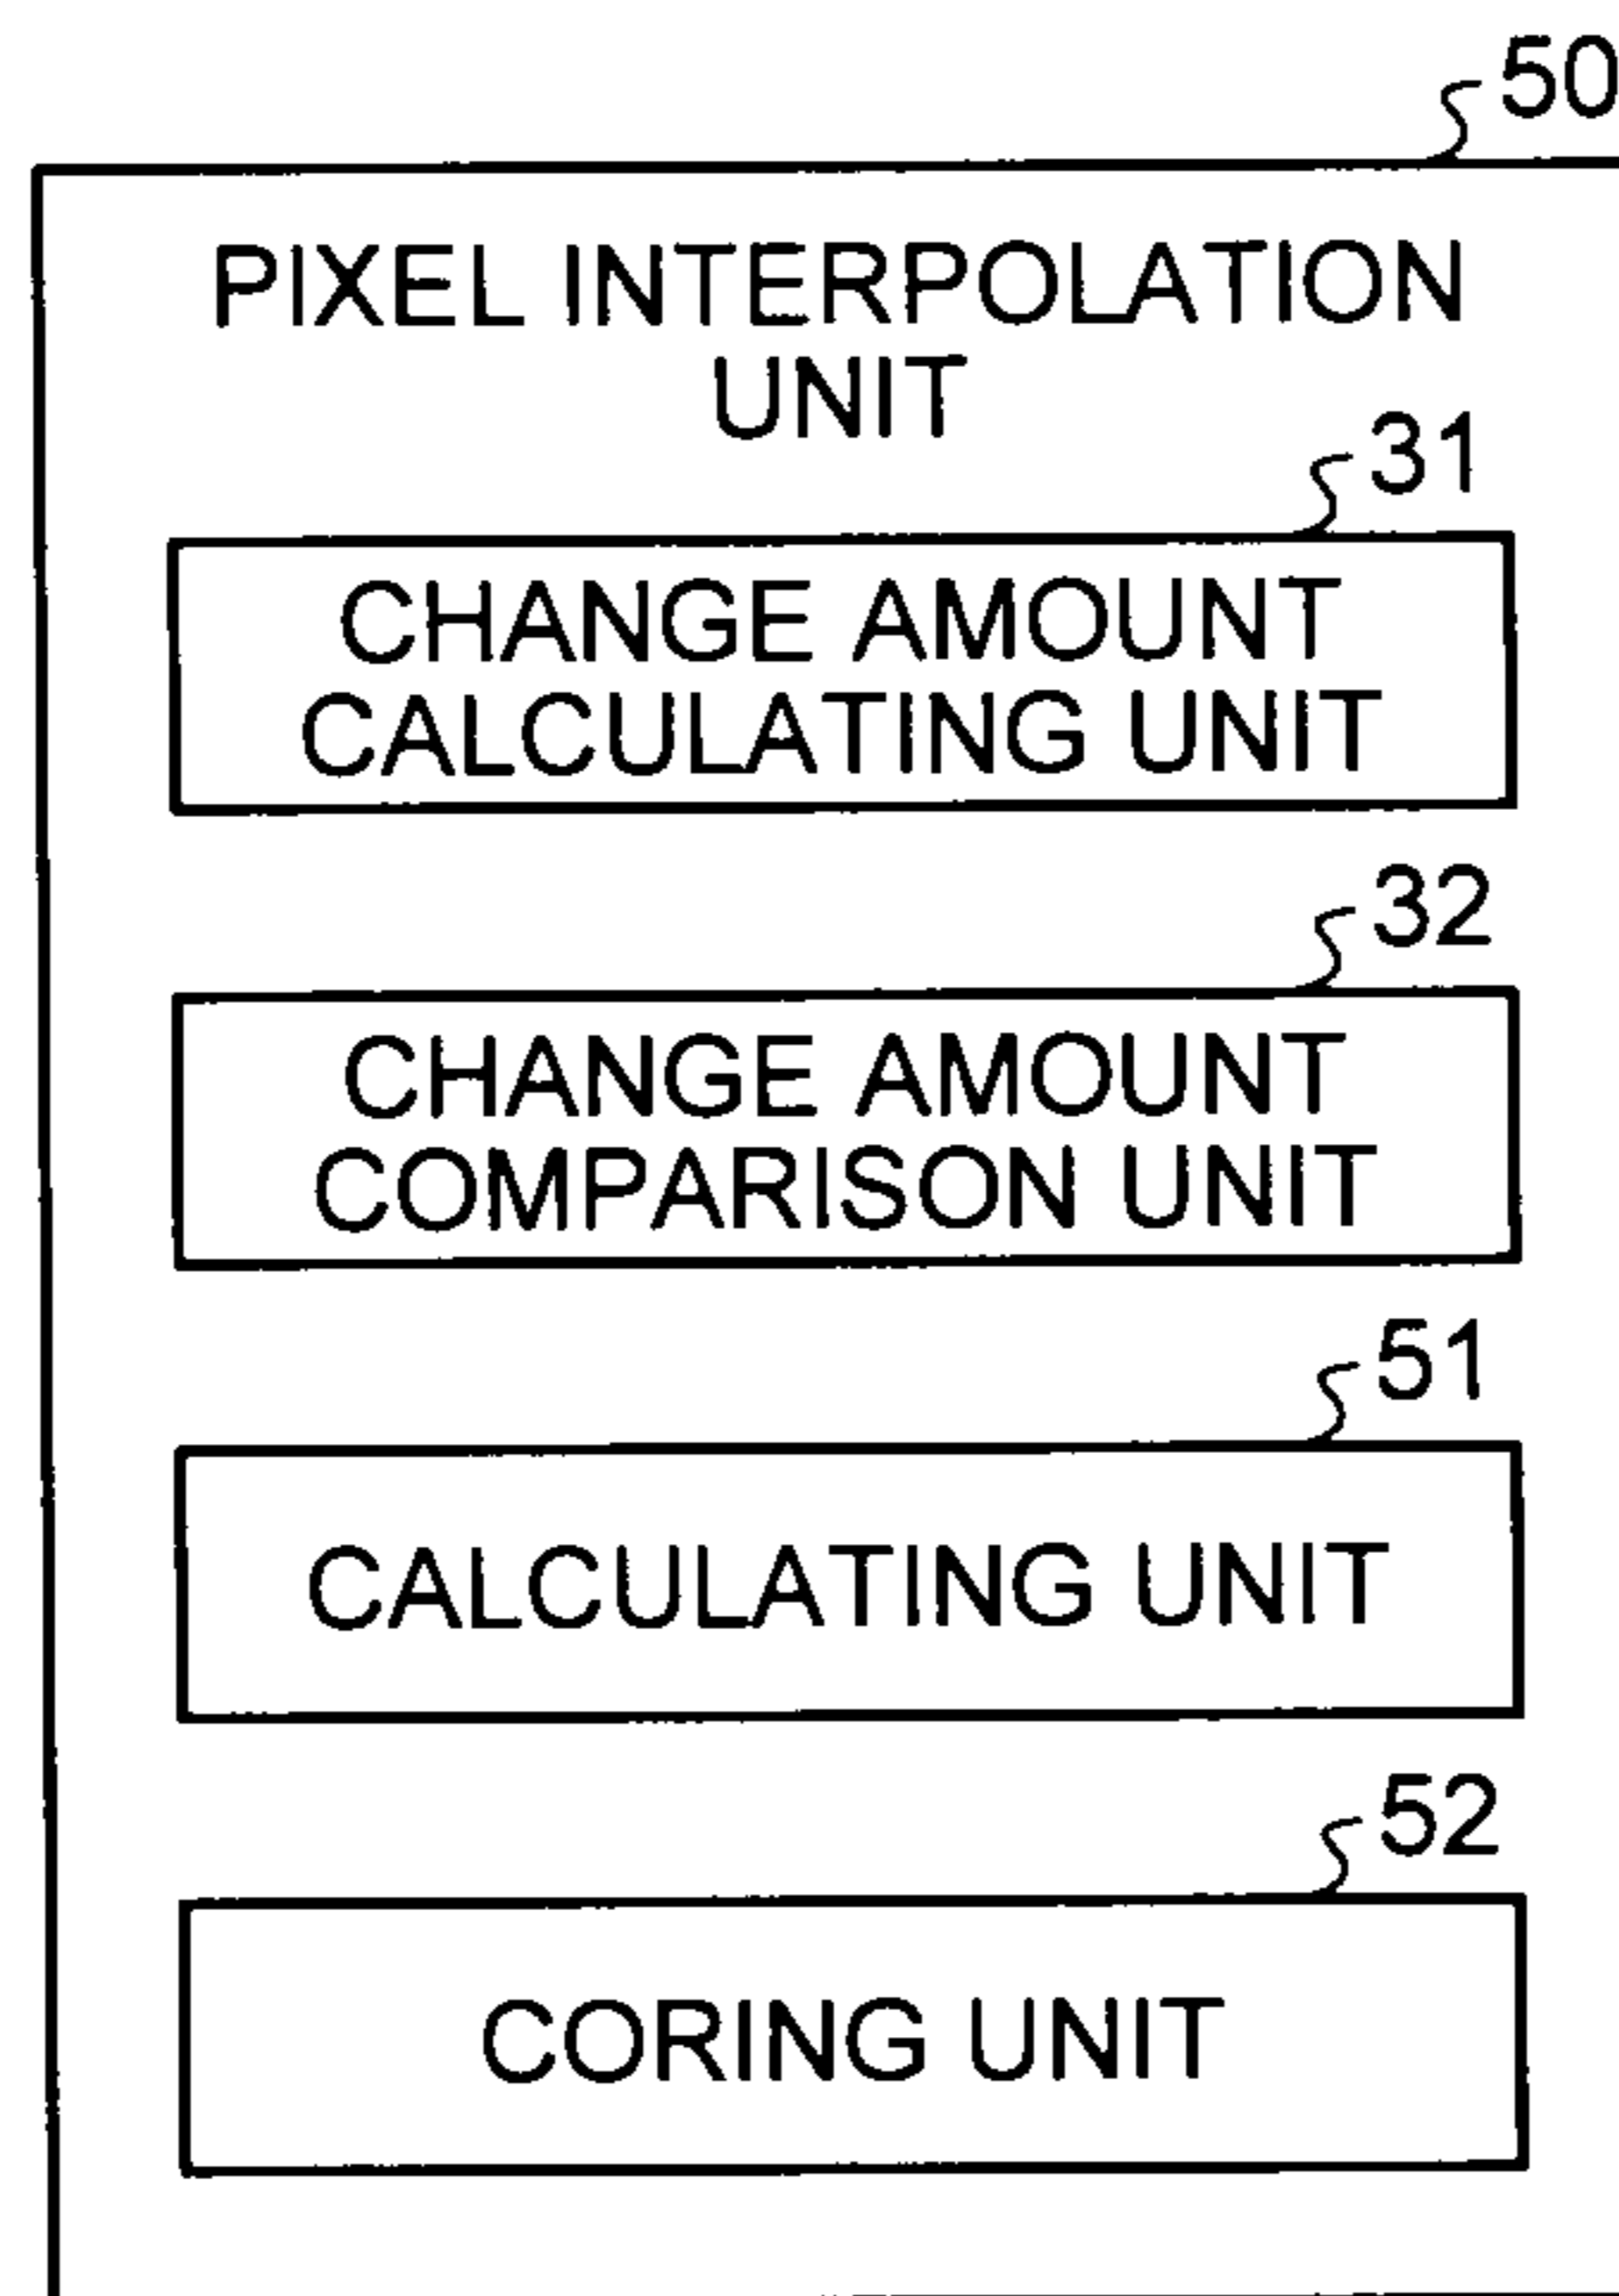 50
PIXEL INTERPOLATION
UNIT
31
CHANGE AMOUNT
CALCULATING UNIT
32
CHANGE AMOUNT
COMPARISON UNIT
51
CALCULATING UNIT
52
CORING UNIT